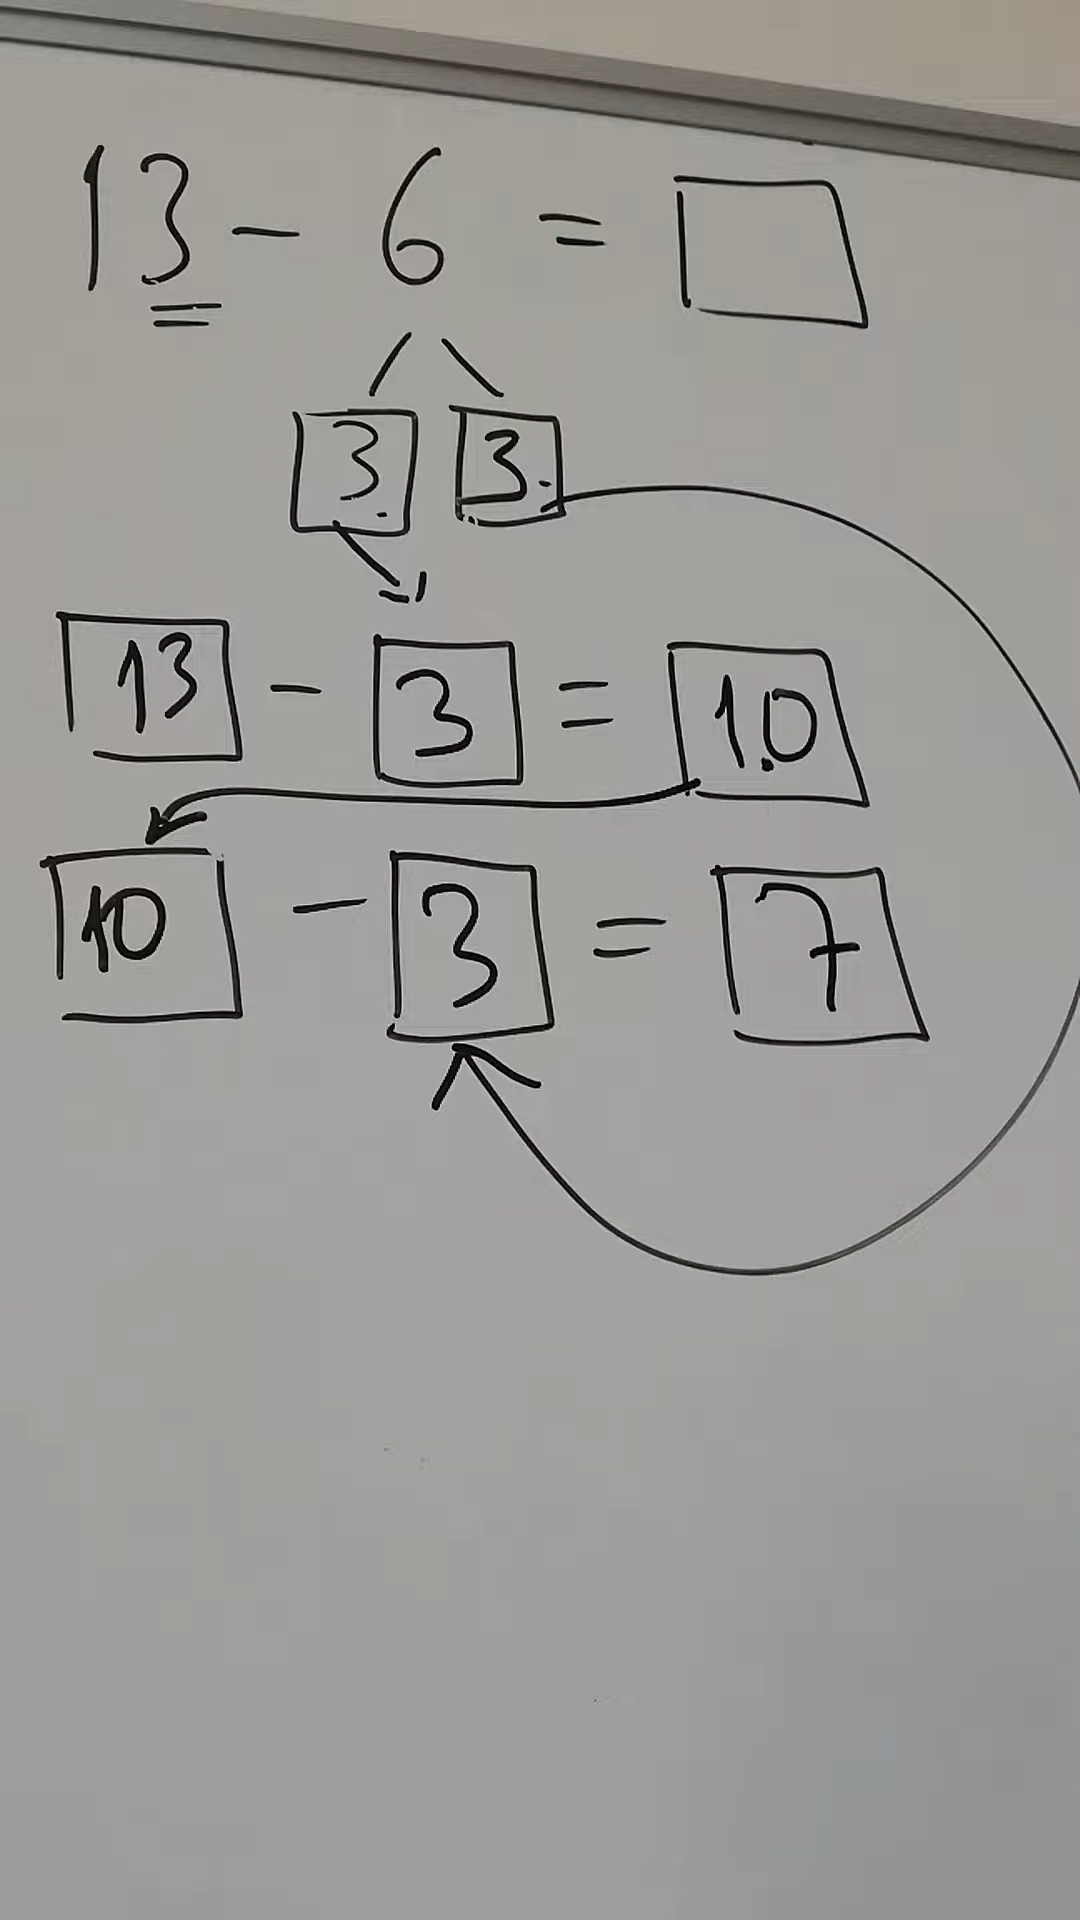 13 - 6 =
3 3
13 - 3 = 10
10 - 3 = 7